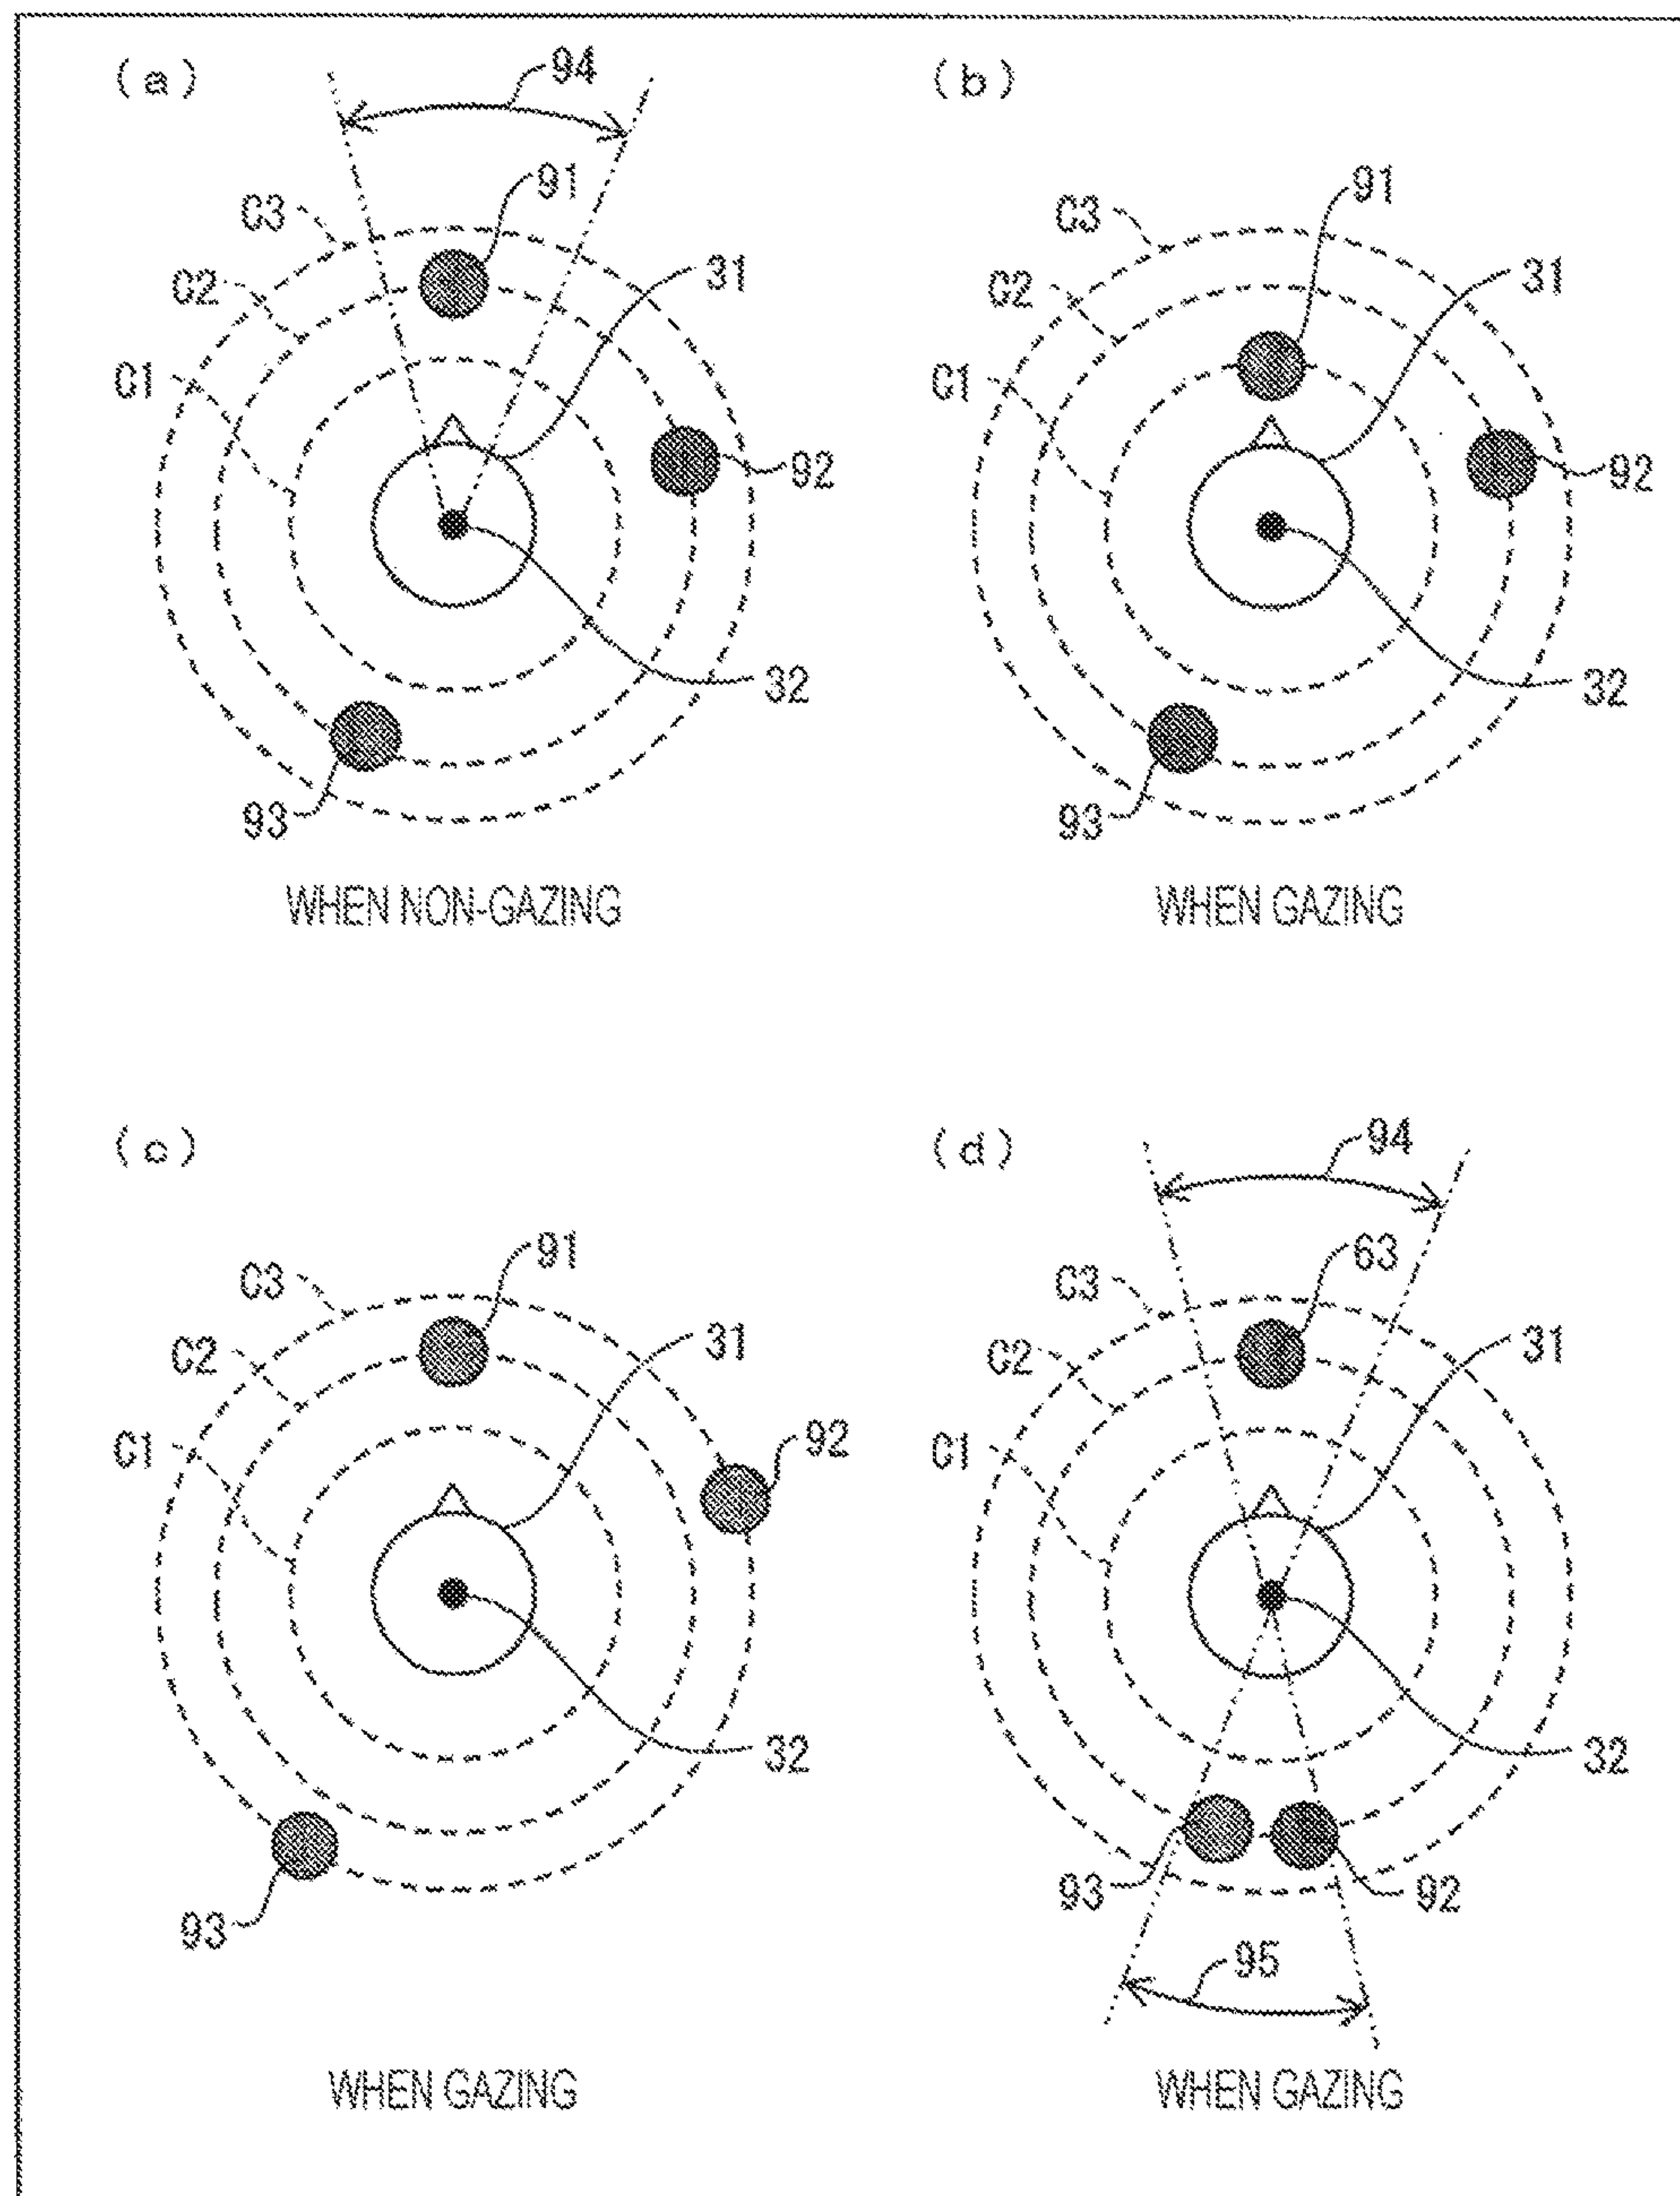 (a)
94
91
C3
C2
31
C1
92
32
93
WHEN NON-GAZING
(b)
91
C3
C2
31
C1
92
32
93
WHEN GAZING
(c)
91
C3
C2
31
C1
92
32
93
WHEN GAZING
(d)
94
63
C3
C2
31
C1
32
93
92
95
WHEN GAZING